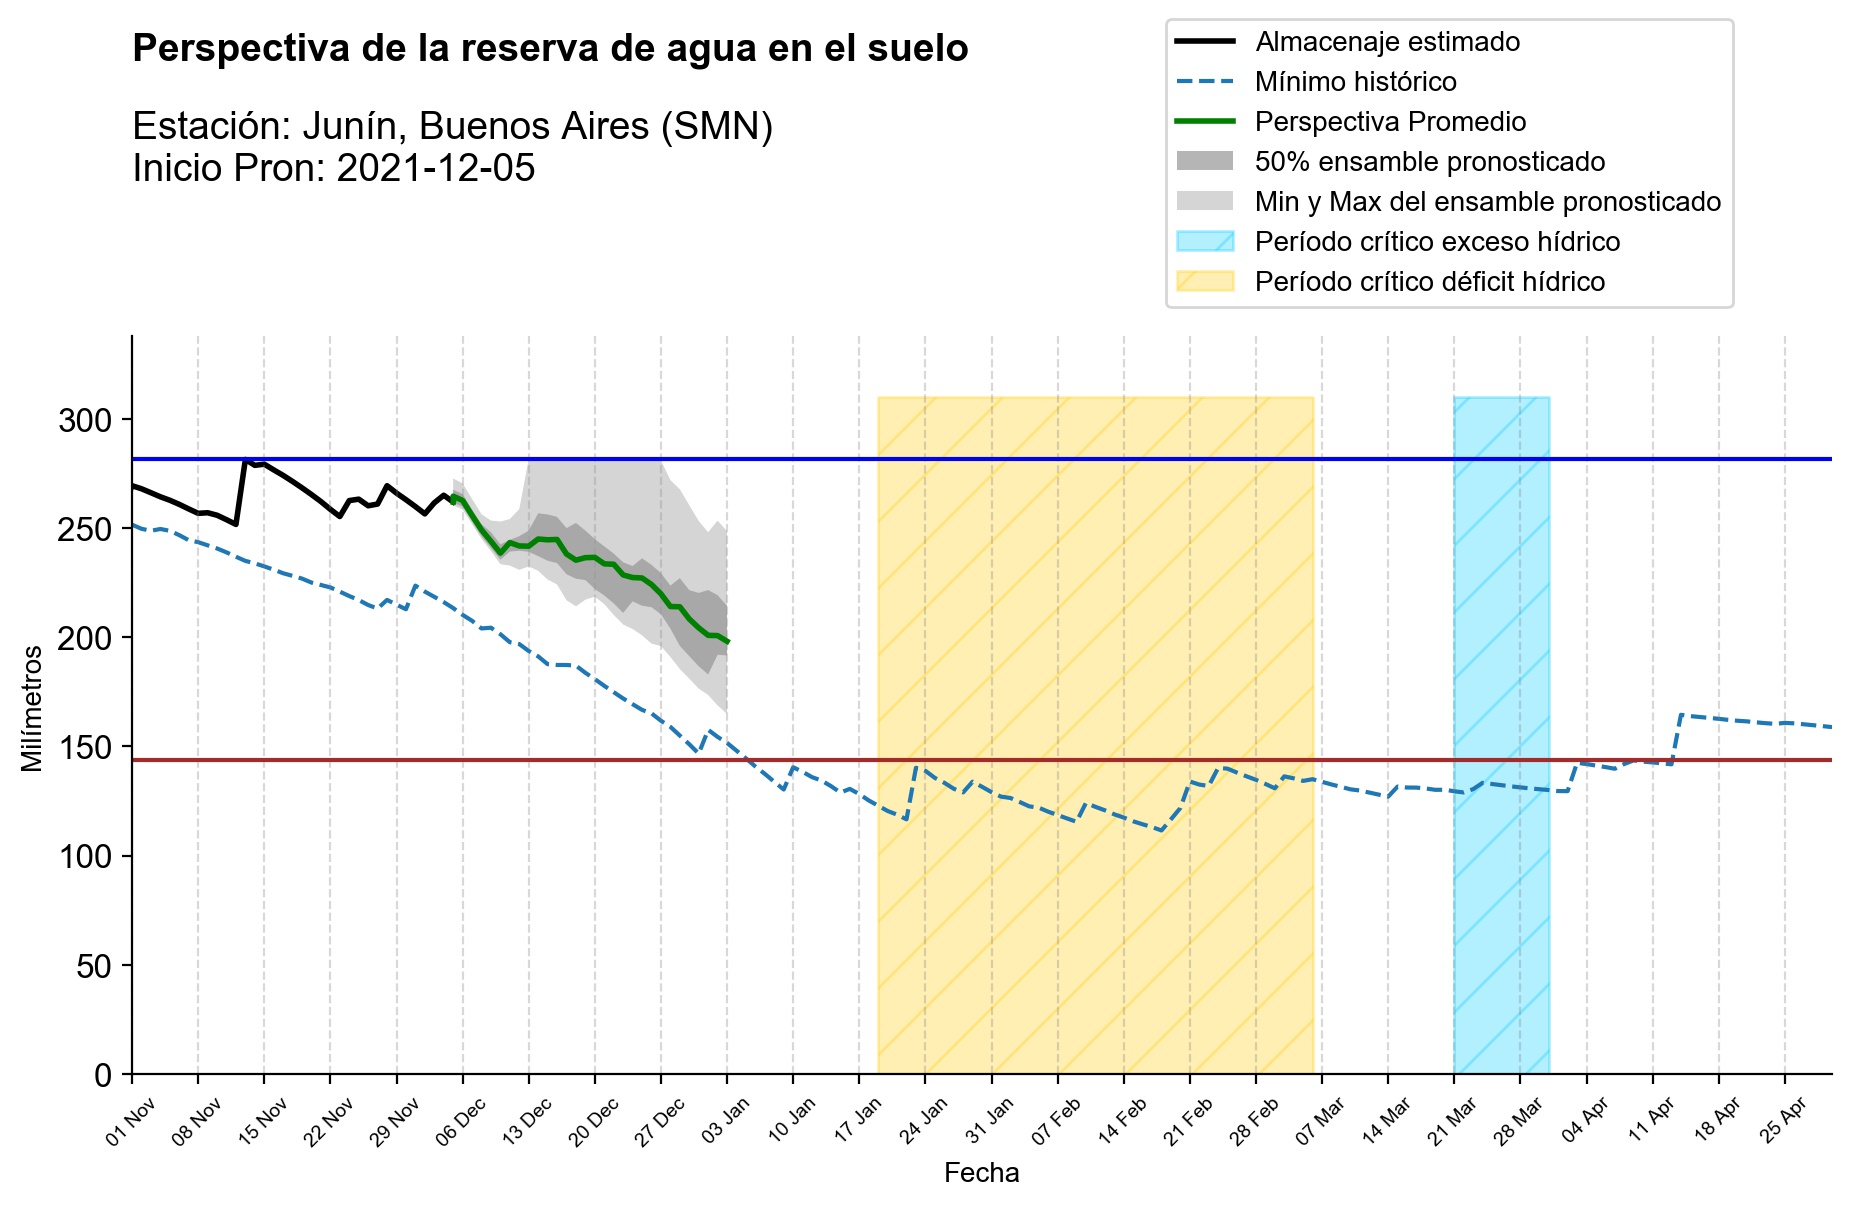 Perspectiva de la reserva de agua en el suelo
Estación: Junín, Buenos Aires (SMN)
Inicio Pron: 2021-12-05
Almacenaje estimado
Mínimo histórico
Perspectiva Promedio
50% ensamble pronosticado
Min y Max del ensamble pronosticado
Período crítico exceso hídrico
Período crítico déficit hídrico
Milímetros
300
250
200
150
100
50
0
01 Nov
08 Nov
15 Nov
22 Nov
29 Nov
06 Dec
13 Dec
20 Dec
27 Dec
03 Jan
10 Jan
17 Jan
24 Jan
31 Jan
07 Feb
14 Feb
21 Feb
28 Feb
07 Mar
14 Mar
21 Mar
28 Mar
04 Apr
11 Apr
18 Apr
25 Apr
Fecha